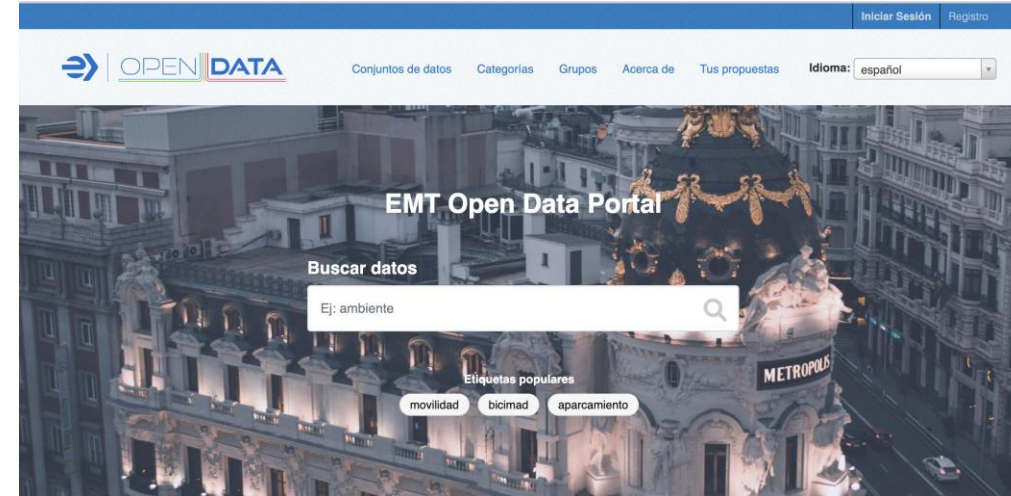 Iniciar Sesión Registro
OPEN DATA
Conjuntos de datos Categorías Grupos Acerca de Tus propuestas Idioma: español
EMT Open Data Portal
Buscar datos
Ej: ambiente
METROPOLIS
Etiquetas populares
movilidad bicimad aparcamiento